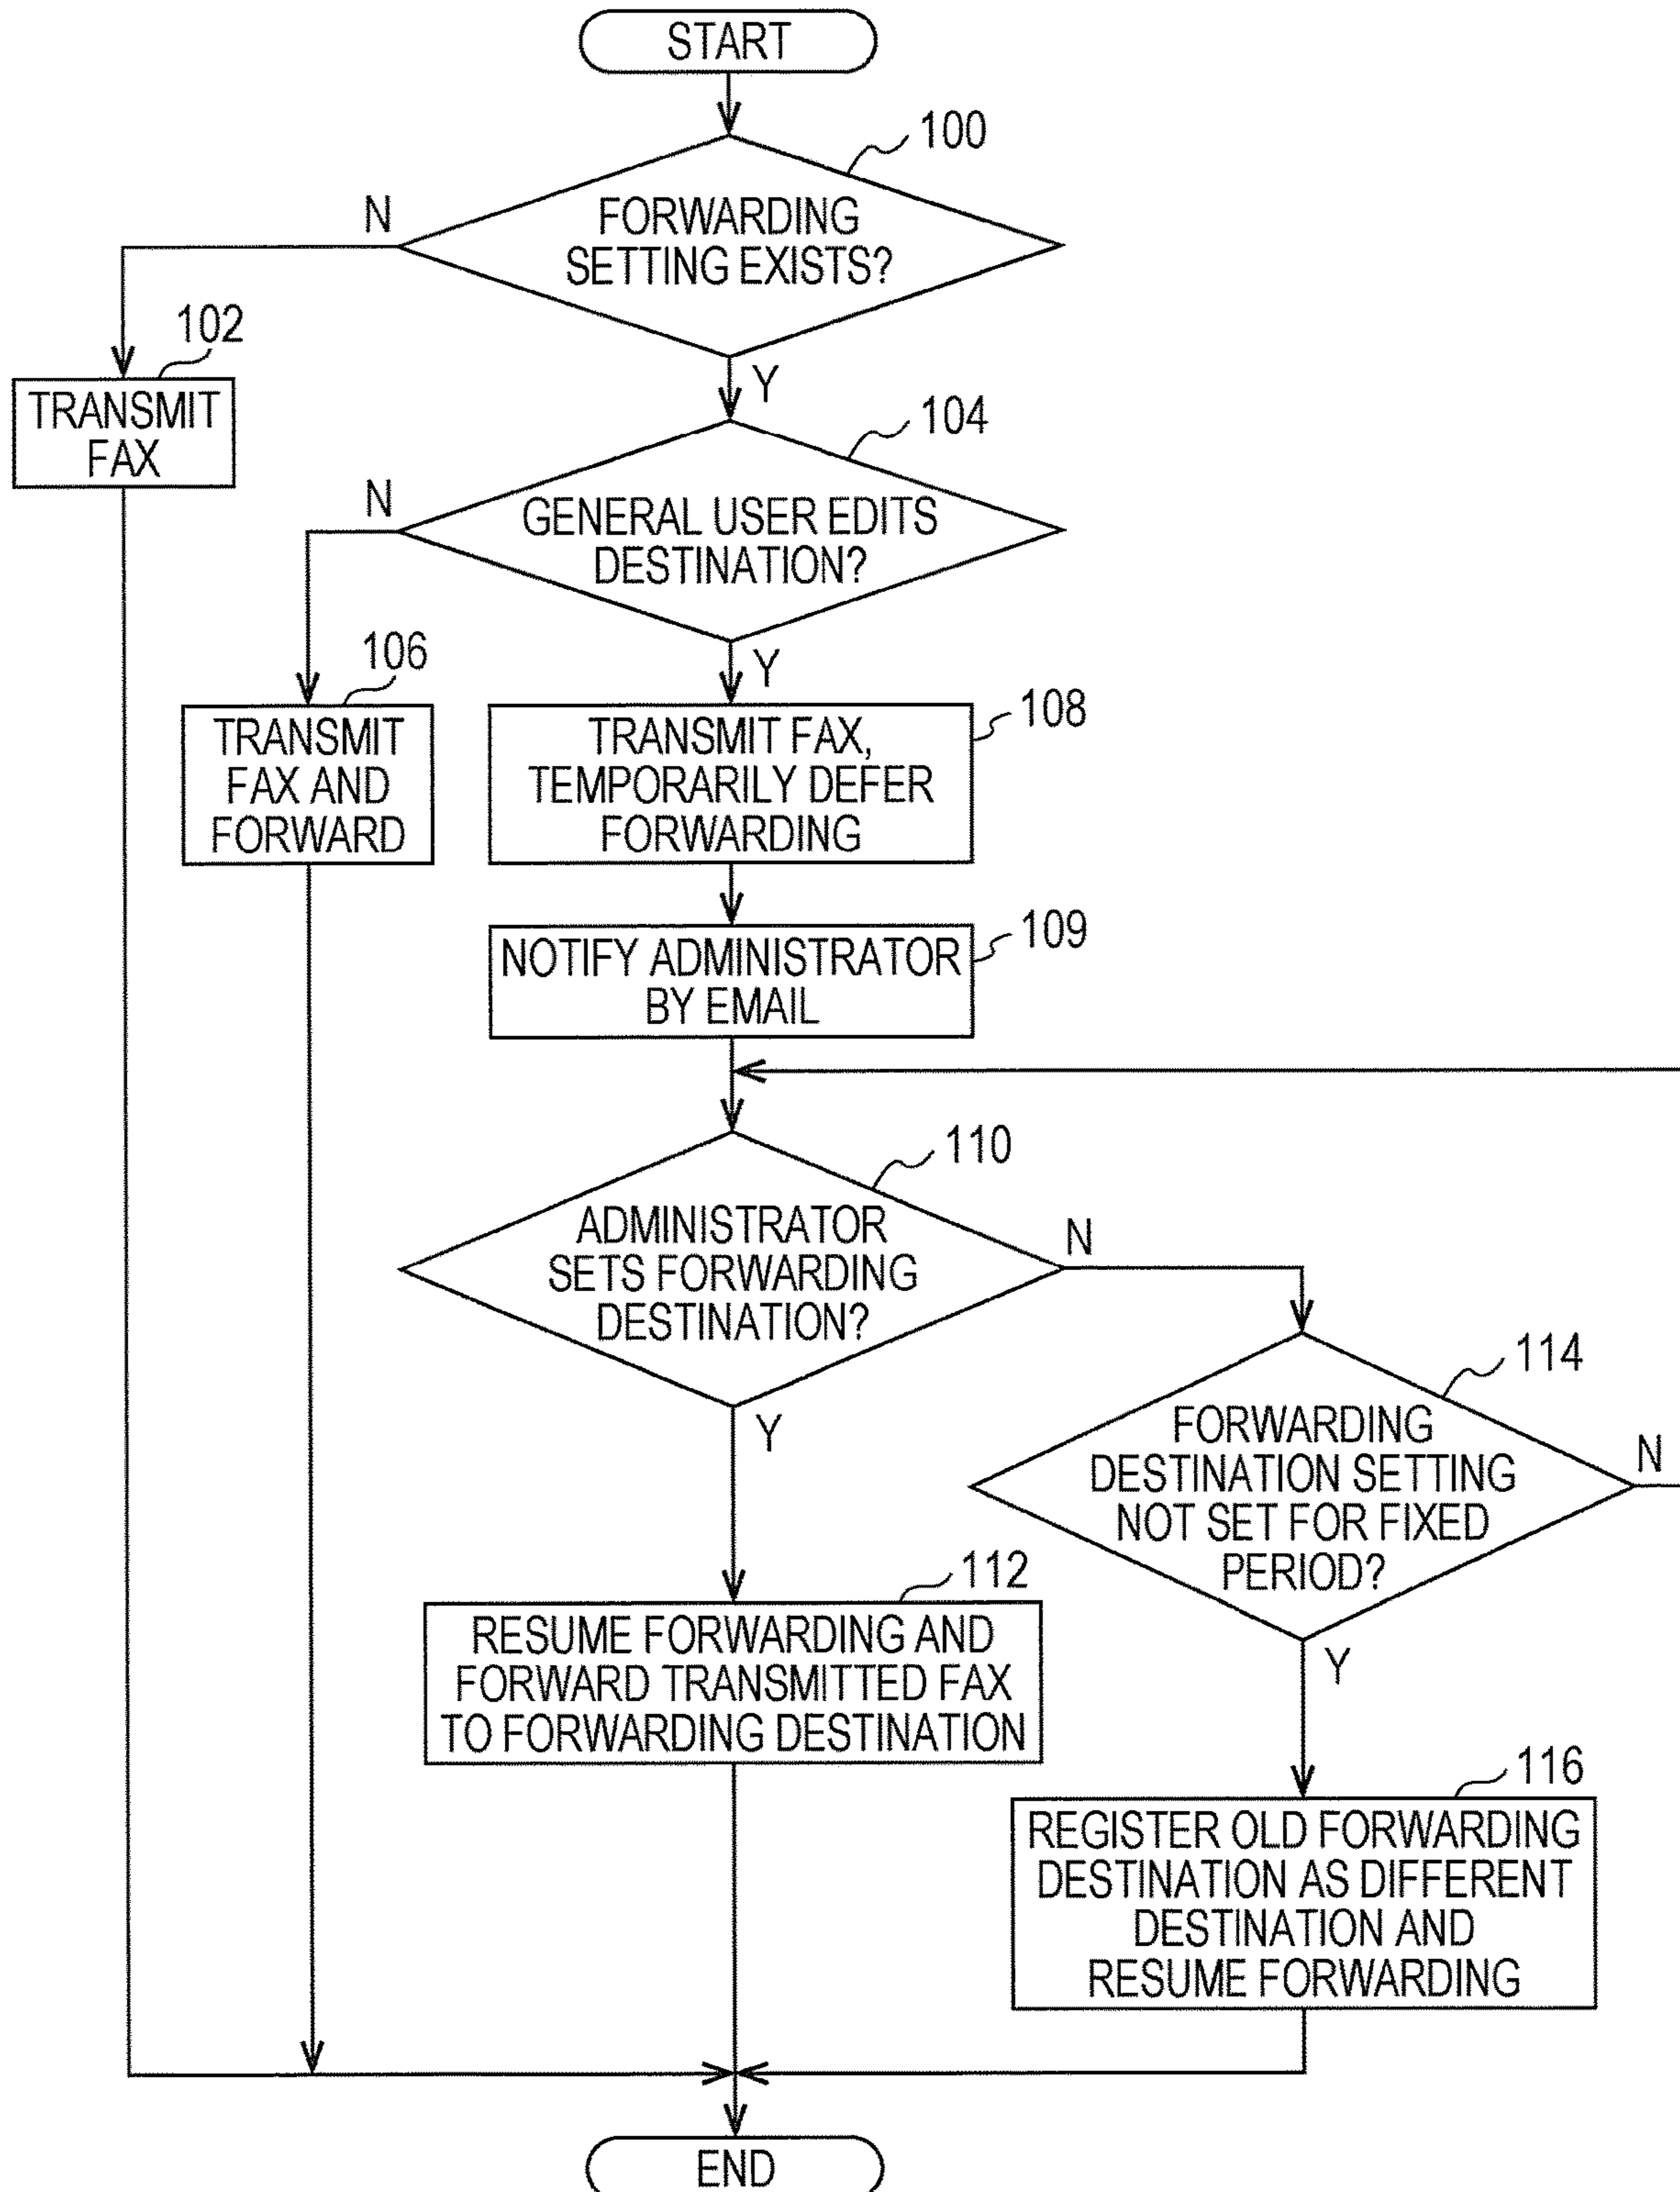 START
100
FORWARDING
SETTING EXISTS?
N
Y
102
TRANSMIT
FAX
104
GENERAL USER EDITS
DESTINATION?
N
Y
106
TRANSMIT
FAX AND
FORWARD
108
TRANSMIT FAX,
TEMPORARILY DEFER
FORWARDING
109
NOTIFY ADMINISTRATOR
BY EMAIL
110
ADMINISTRATOR
SETS FORWARDING
DESTINATION?
N
Y
114
FORWARDING
DESTINATION SETTING
NOT SET FOR FIXED
PERIOD?
N
Y
112
RESUME FORWARDING AND
FORWARD TRANSMITTED FAX
TO FORWARDING DESTINATION
116
REGISTER OLD FORWARDING
DESTINATION AS DIFFERENT
DESTINATION AND
RESUME FORWARDING
END